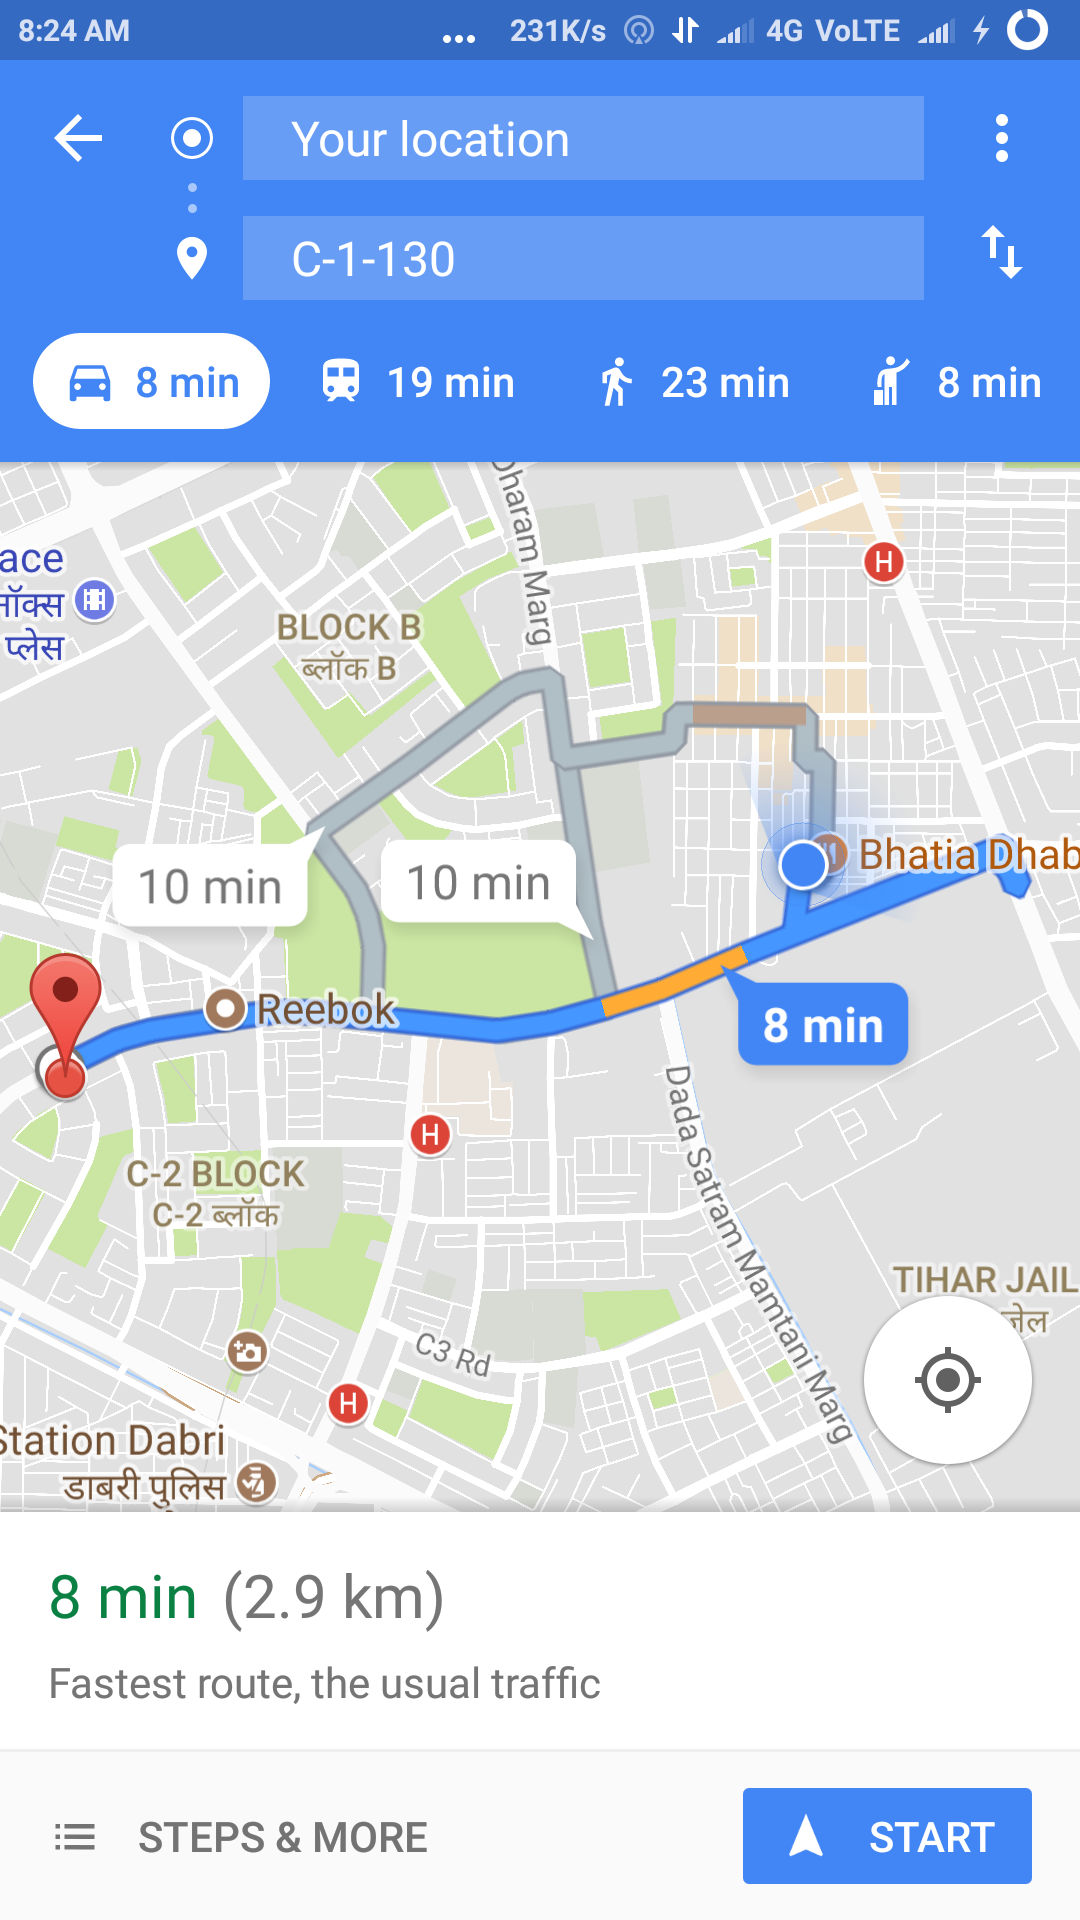 8:24 AM
... 231K/s 4G VoLTE
Your location
C-1-130
8 min 19 min 23 min 8 min
Dharam Marg
H
ace
नॉक्स
प्लेस
BLOCK B
ब्लॉक B
10 min
10 min
Bhatia Dhab
Reebok
8 min
H
Dada Satram Mamtani Marg
C-2 BLOCK
C-2 ब्लॉक
TIHAR JAIL
जेल
C3 Rd
H
Station Dabri
डाबरी पुलिस
8 min (2.9 km)
Fastest route, the usual traffic
STEPS & MORE
START